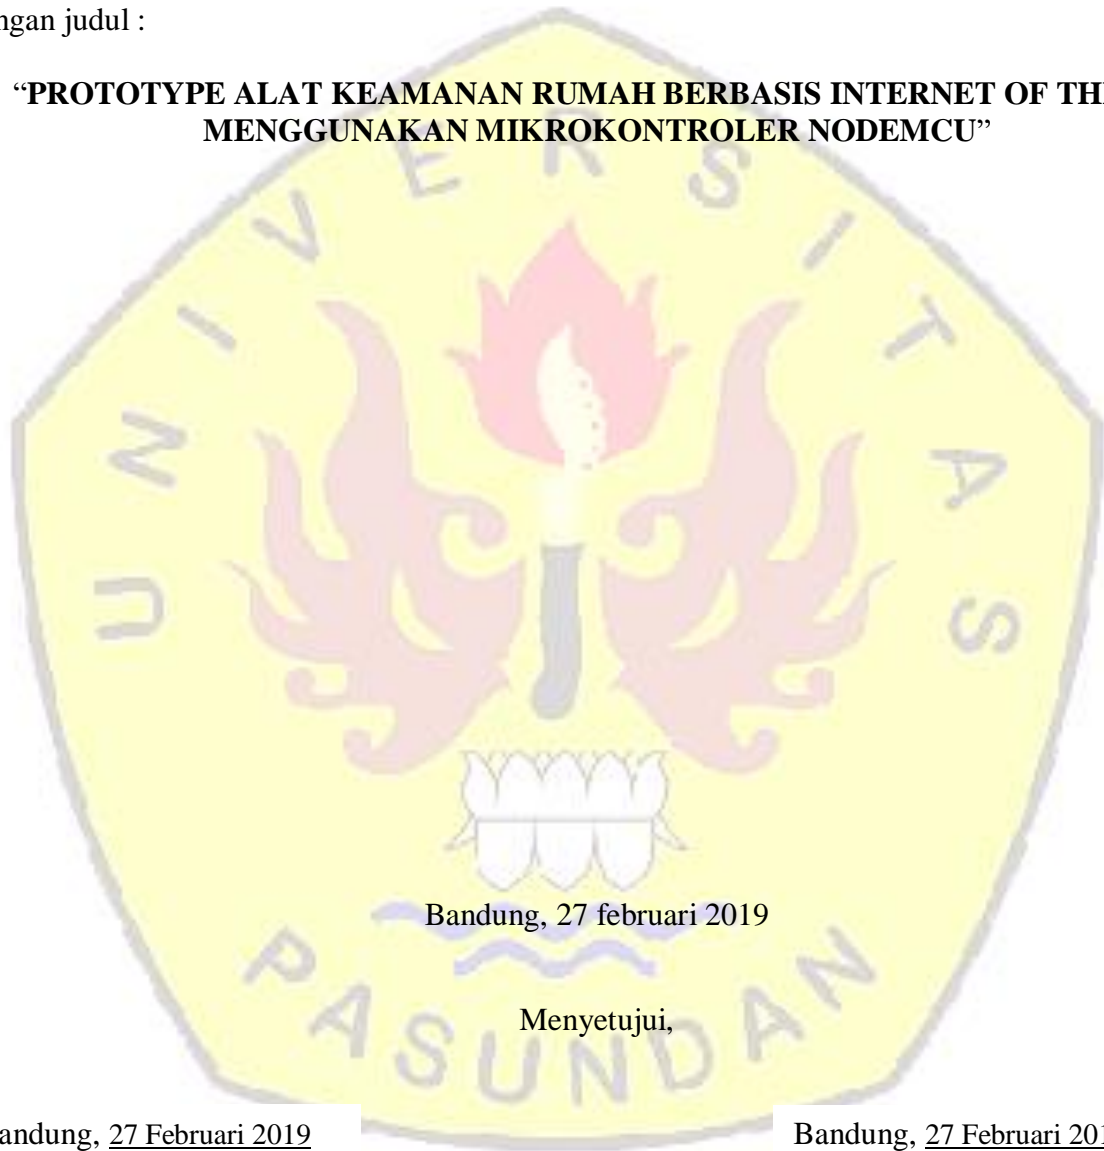 ngan judul :
“PROTOTYPE ALAT KEAMANAN RUMAH BERBASIS INTERNET OF TH
MENGGUNAKAN MIKROKONTROLER NODEMCU”
UNIVERSITAS
Bandung, 27 februari 2019
Menyetujui,
PASUNDAN
andung, 27 Februari 2019
Bandung, 27 Februari 201